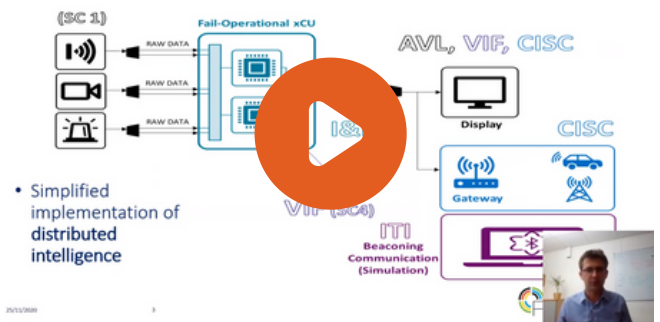 (SC 1)
Fail-Operational xCU
RAW DATA
RAW DATA
RAW DATA
AVL, VIF, CISC
Display
CISC
Gateway
VIF (SC4)
ITI
Beaconing
Communication
(Simulation)
• Simplified
implementation of
distributed
intelligence
25/11/2020
3